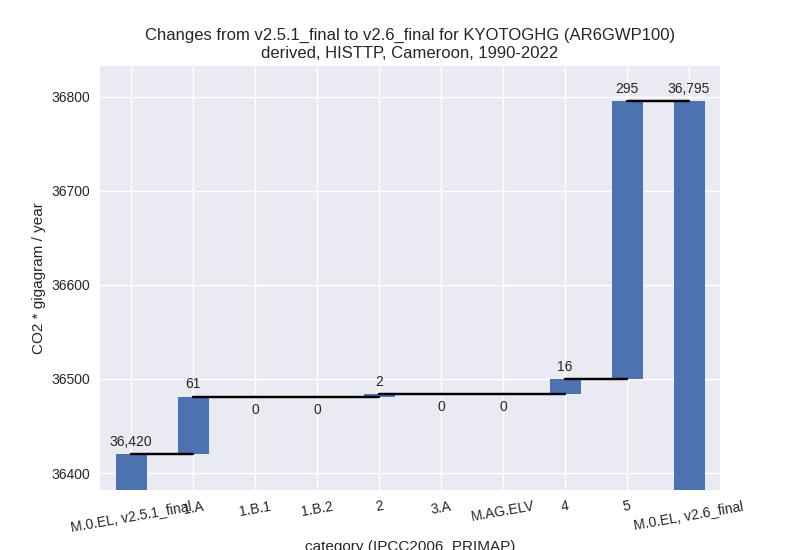 Changes from v2.5.1_final to v2.6_final for KYOTOGHG (AR6GWP100)
derived, HISTTP, Cameroon, 1990-2022
CO2 * gigagram / year
36800
36700
36600
36500
36400
36,420
61
0
0
2
0
0
16
295
36,795
M.0.EL, v2.5.1_final
1.A
1.B.1
1.B.2
2
3.A
M.AG.ELV
4
5
M.0.EL, v2.6_final
category (IPCC2006_PRIMAP)